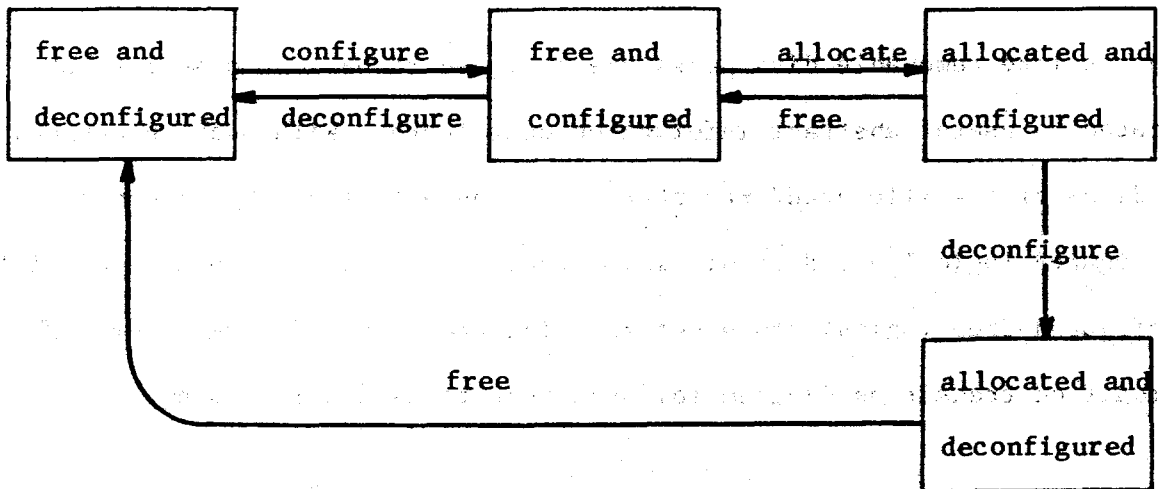 free and
deconfigured
configure
deconfigure
free and
configured
allocate
free
allocated and
configured
deconfigure
free
allocated and
deconfigured